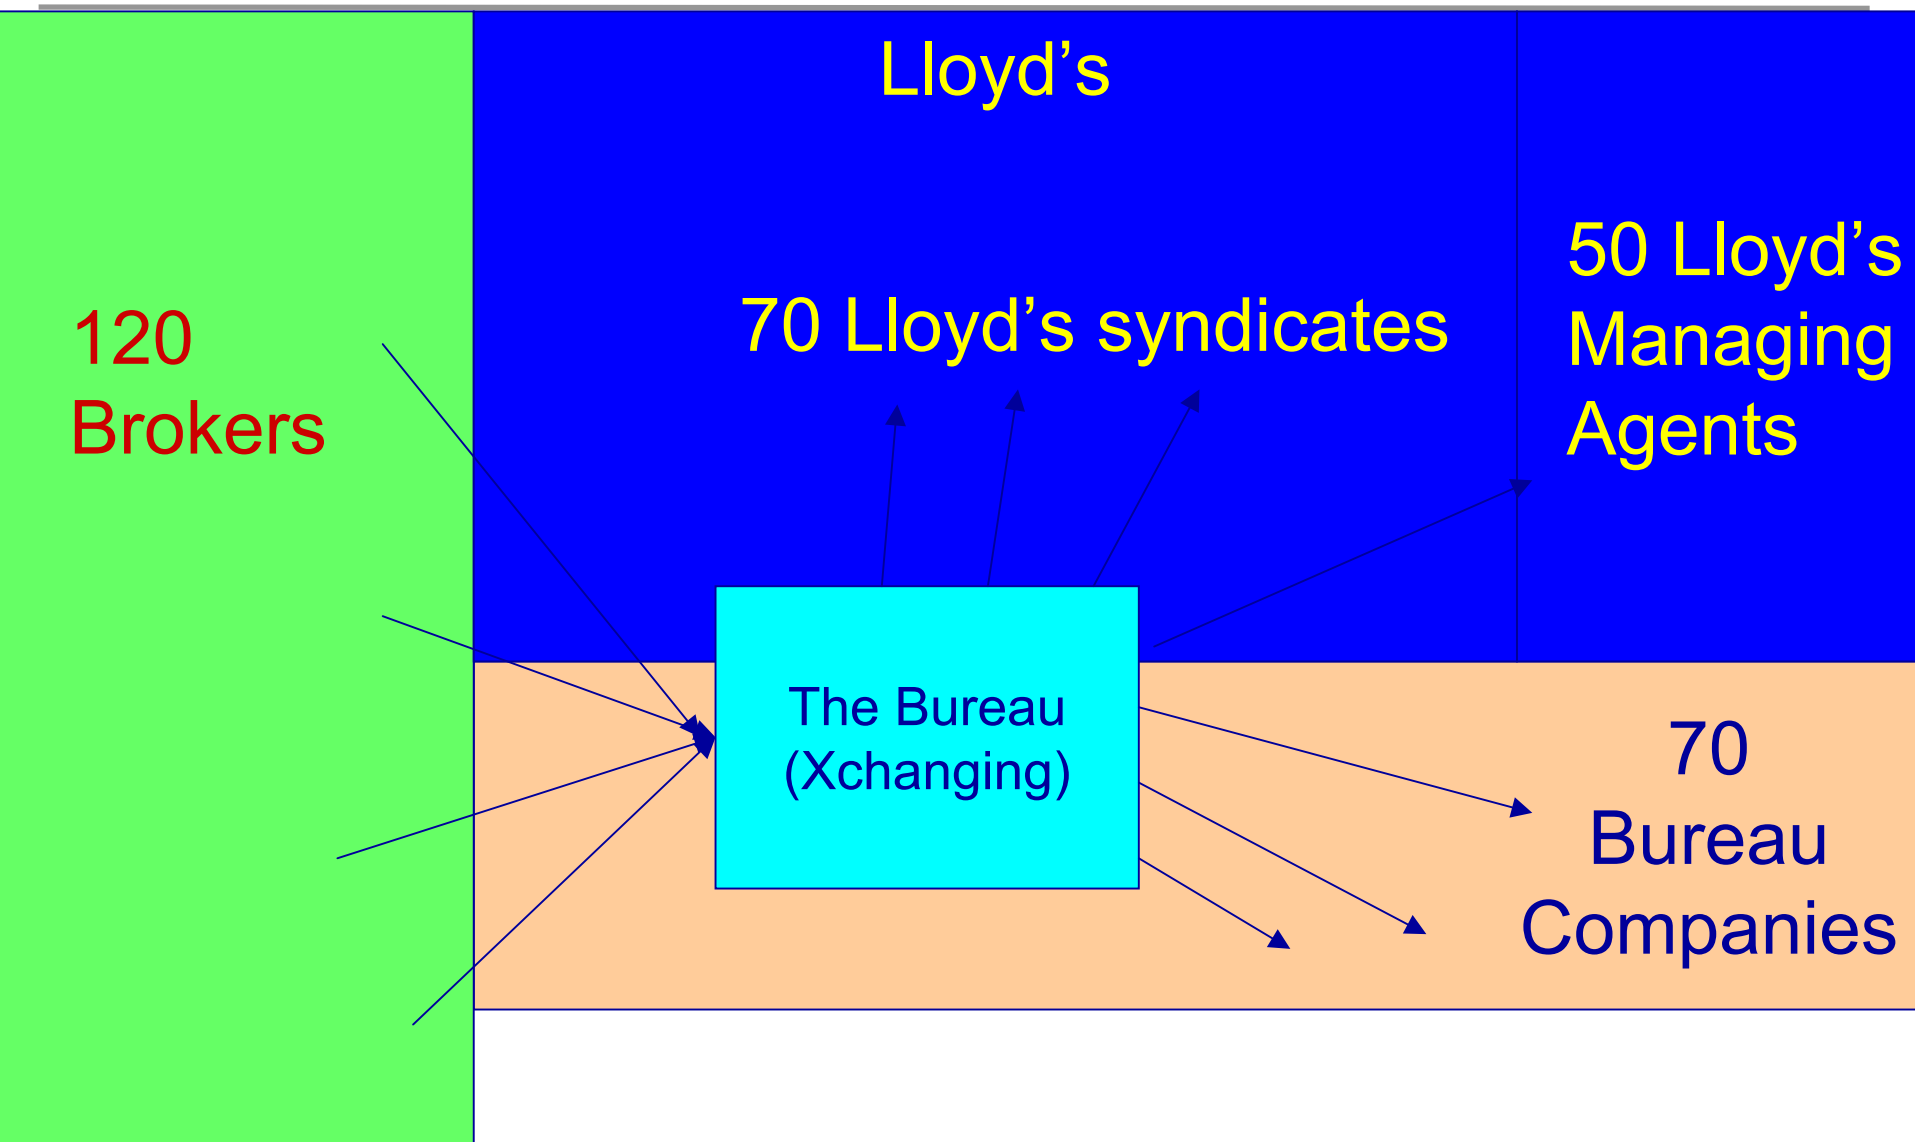 Lloyd’s
120
Brokers
70 Lloyd’s syndicates
50 Lloyd’s
Managing
Agents
The Bureau
(Xchanging)
70
Bureau
Companies